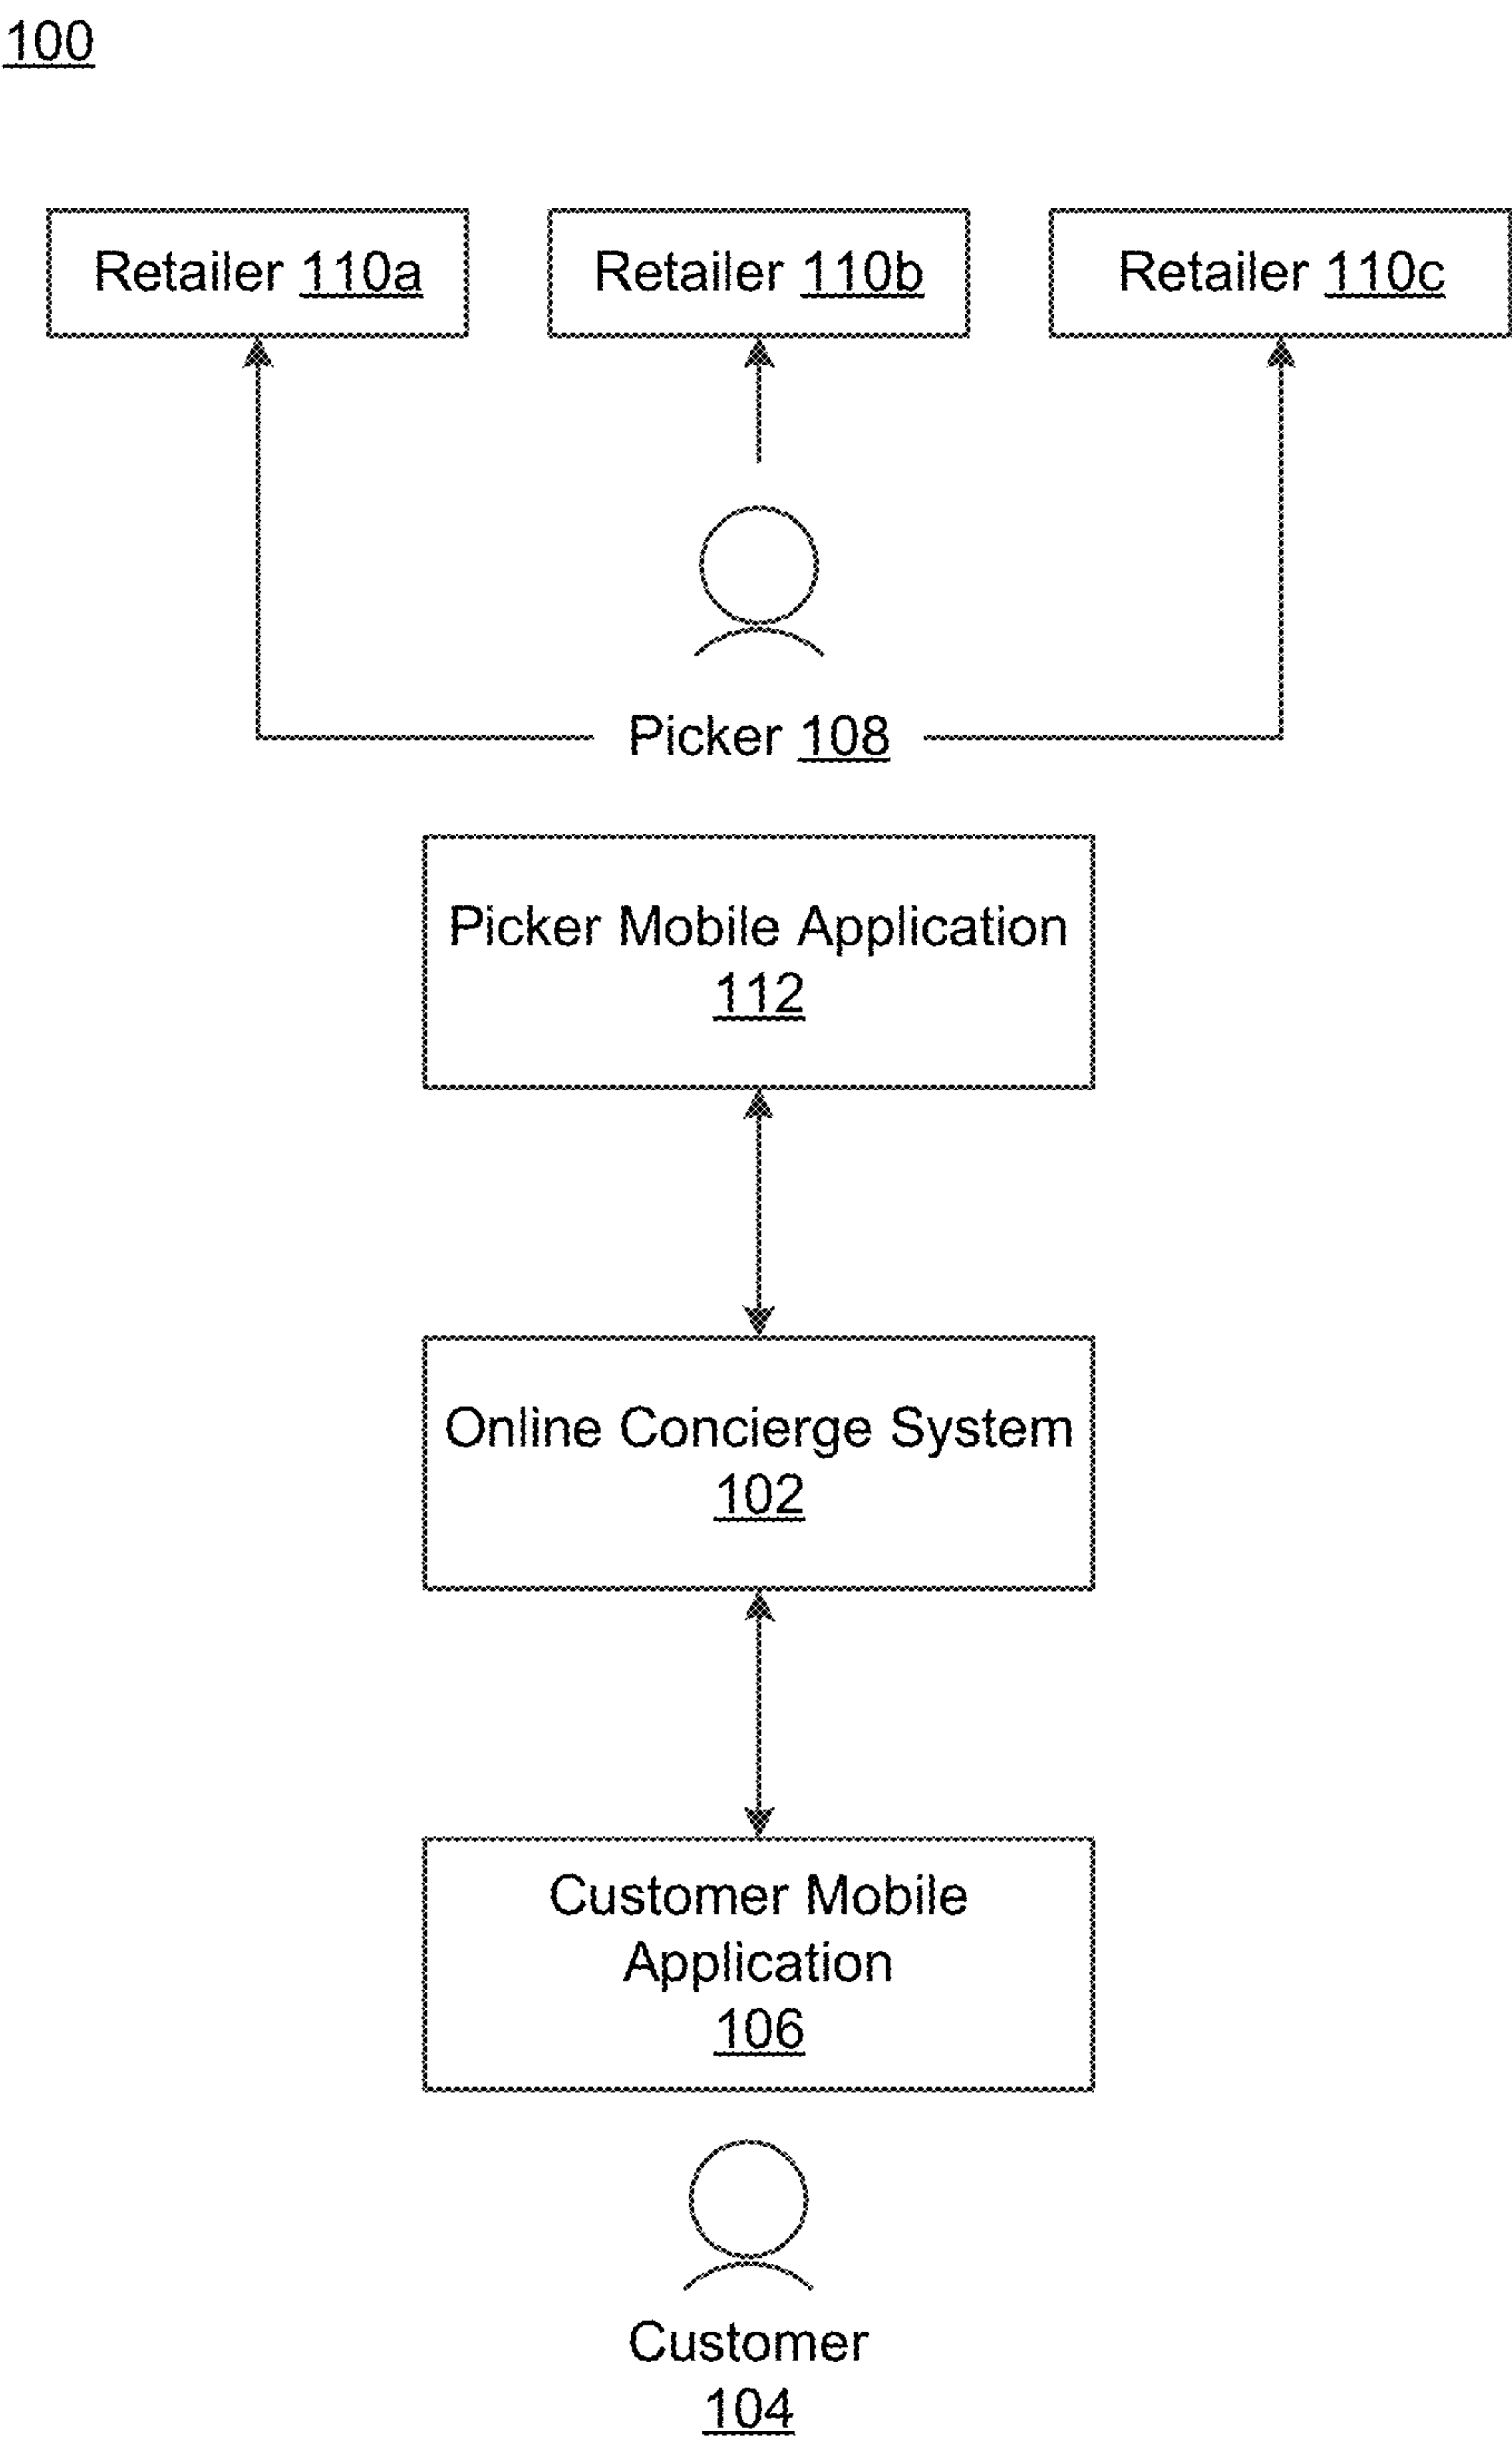 100
Retailer 110a
Retailer 110b
Retailer 110c
Picker 108
Picker Mobile Application
112
Online Concierge System
102
Customer Mobile
Application
106
Customer
104